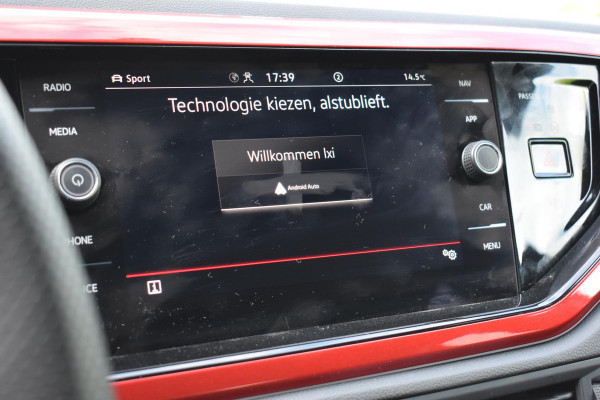 RADIO
MEDIA
PHONE
Sport
17:39
2
14.5°C
Technologie kiezen, alstublieft.
Willkommen Ixi
Android Auto
NAV
APP
CAR
MENU